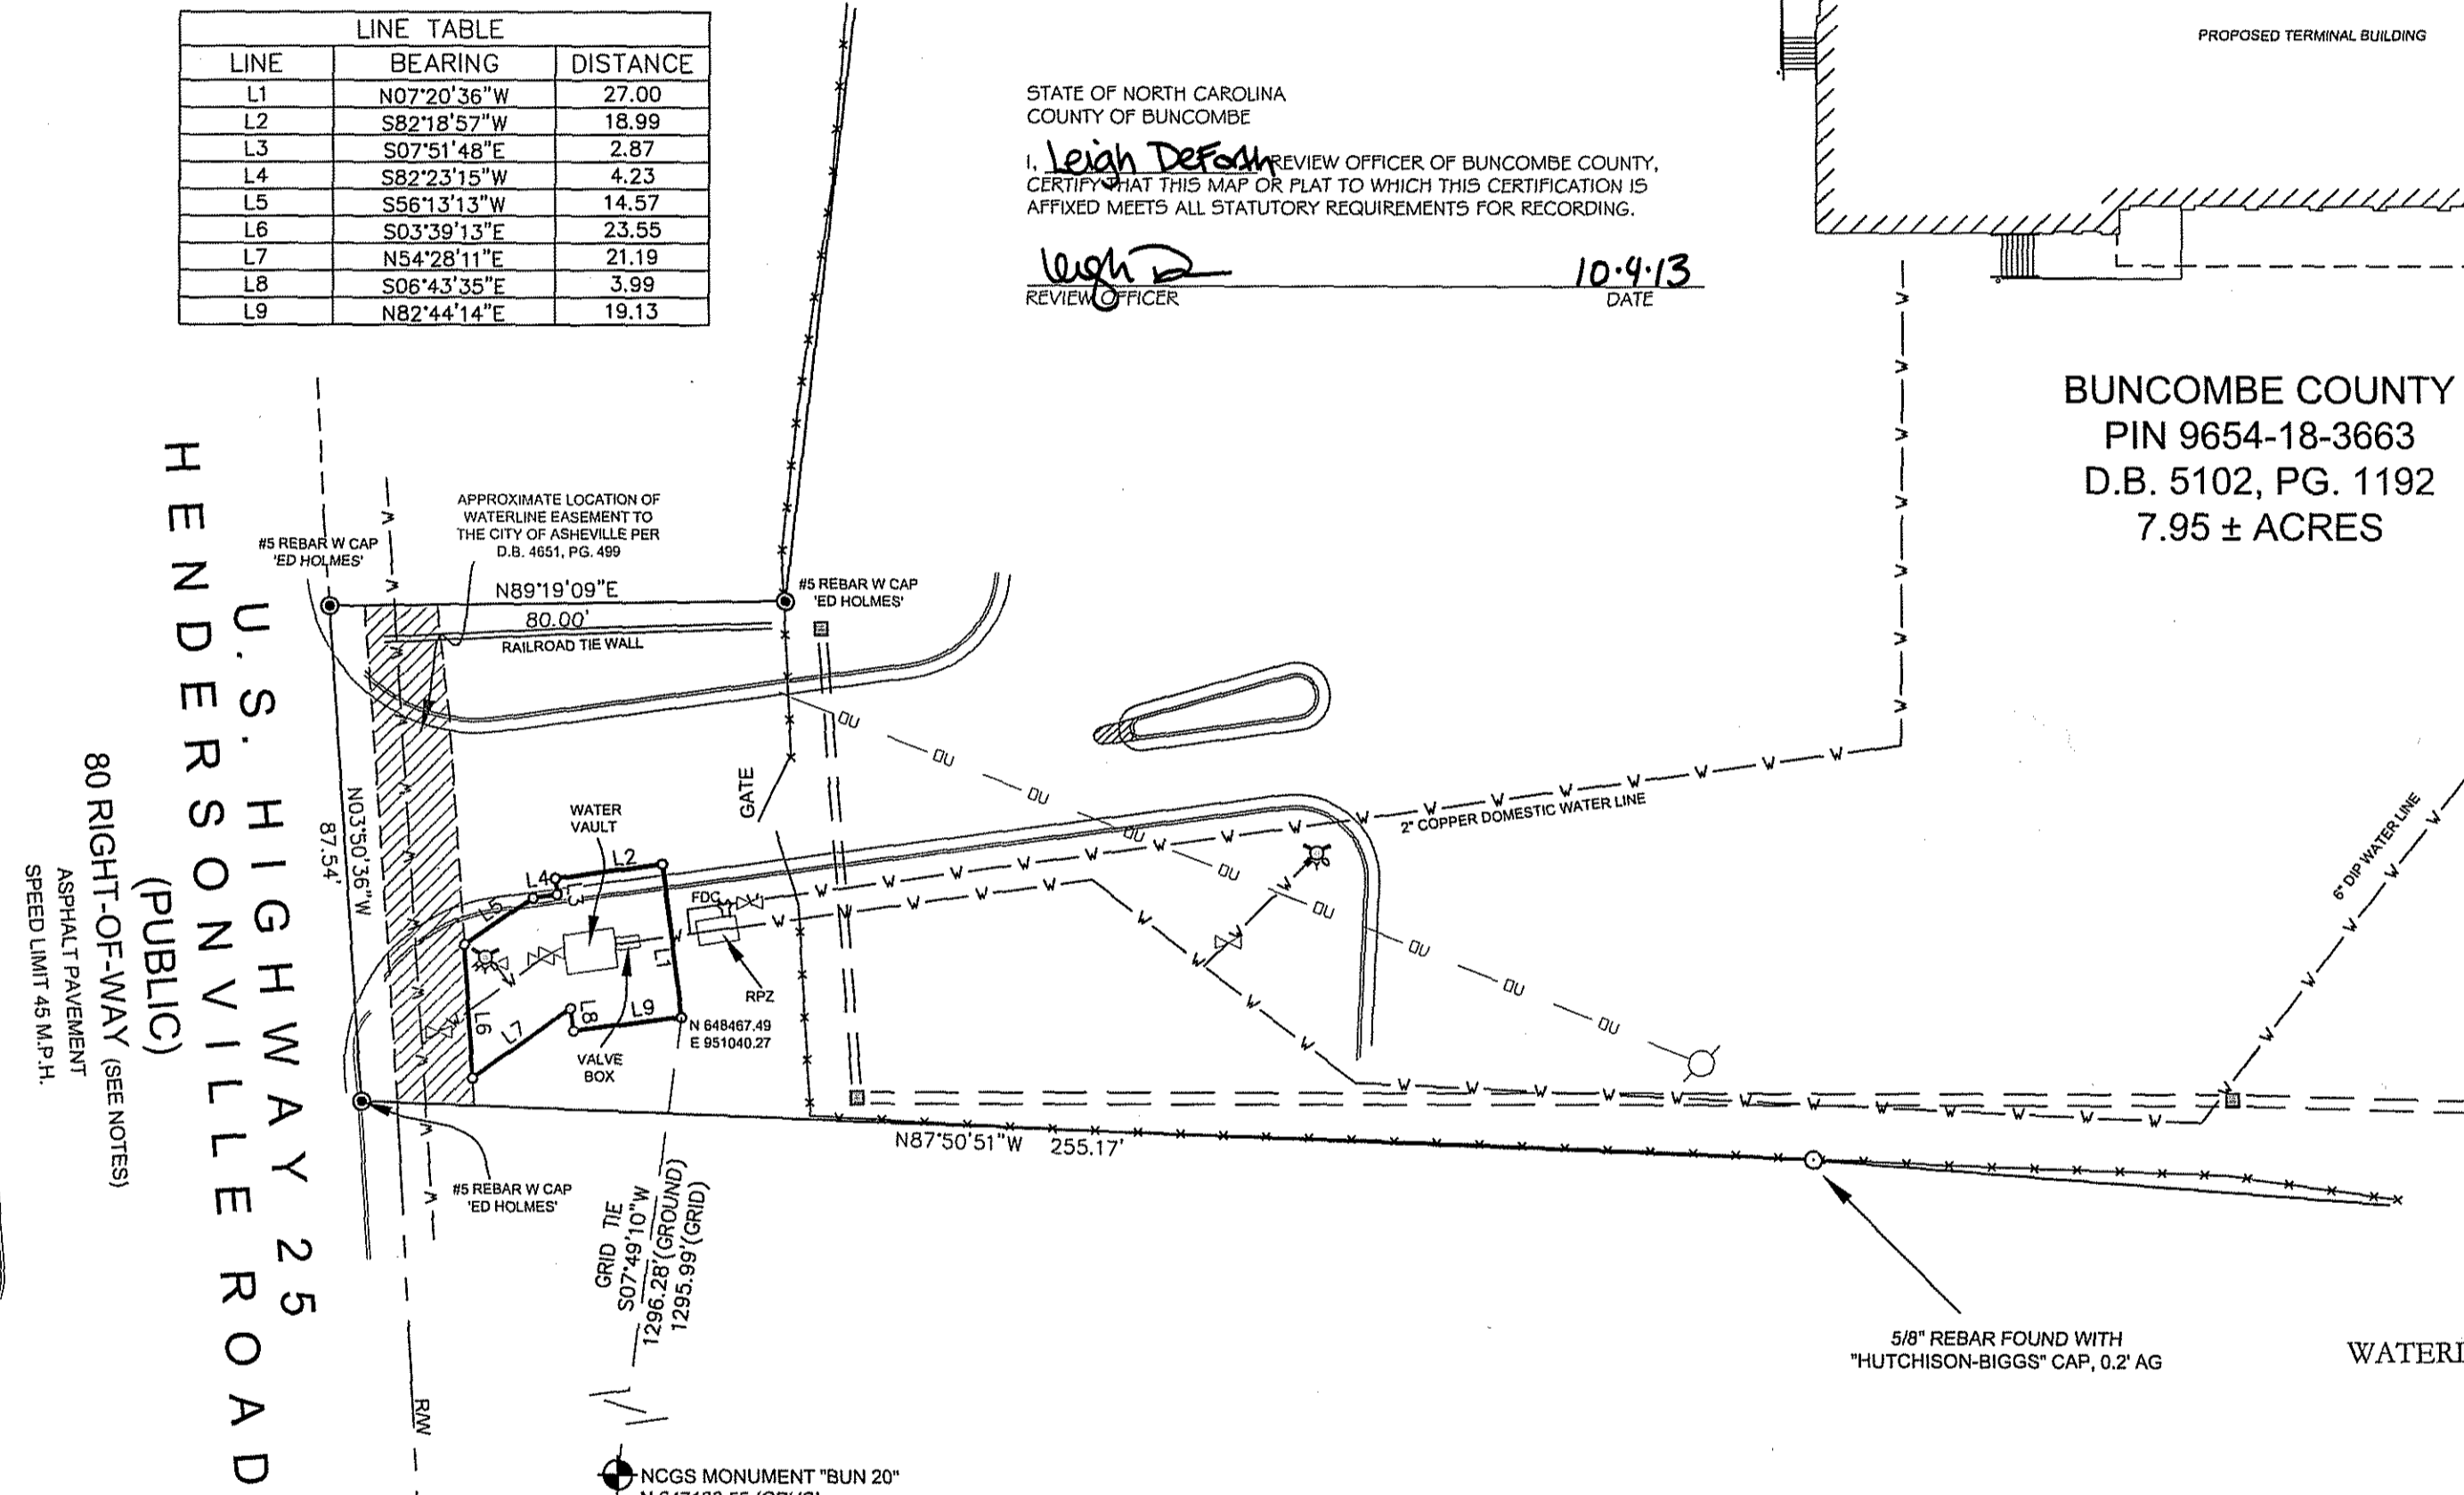 LINE TABLE
LINE BEARING DISTANCE
L1 N07°20'36"W 27.00
L2 S82°18'57"W 18.99
L3 S07°51'48"E 2.87
L4 S82°23'15"W 4.23
L5 S56°13'13"W 14.57
L6 S03°39'13"E 23.55
L7 N54°28'11"E 21.19
L8 S06°43'35"E 3.99
L9 N82°44'14"E 19.13
STATE OF NORTH CAROLINA
COUNTY OF BUNCOMBE
I, Leigh DeForth REVIEW OFFICER OF BUNCOMBE COUNTY,
CERTIFY THAT THIS MAP OR PLAT TO WHICH THIS CERTIFICATION IS
AFFIXED MEETS ALL STATUTORY REQUIREMENTS FOR RECORDING.
10.4.13
REVIEW OFFICER DATE
PROPOSED TERMINAL BUILDING
BUNCOMBE COUNTY
PIN 9654-18-3663
D.B. 5102, PG. 1192
7.95 ± ACRES
APPROXIMATE LOCATION OF
WATERLINE EASEMENT TO
THE CITY OF ASHEVILLE PER
D.B. 4651, PG. 499
#5 REBAR W CAP
'ED HOLMES'
N89°19'09"E
80.00'
RAILROAD TIE WALL
#5 REBAR W CAP
'ED HOLMES'
U.S. HIGHWAY 25
HENDERSONVILLE ROAD
(PUBLIC)
80 RIGHT-OF-WAY (SEE NOTES)
ASPHALT PAVEMENT
SPEED LIMIT 45 M.P.H.
N03°50'36"W
87.54'
GATE
WATER
VAULT
L2
L4
L3
L5
L1
L6
L7
L8
L9
FDC
RPZ
VALVE
BOX
N 648467.49
E 951040.27
OU
OU
OU
OU
OU
OU
OU
OU
OU
2" COPPER DOMESTIC WATER LINE
6" DIP WATER LINE
N87°50'51"W 255.17'
#5 REBAR W CAP
'ED HOLMES'
GRID TIE
S07°49'10"W
1296.28'(GROUND)
1295.99'(GRID)
R/W
5/8" REBAR FOUND WITH
"HUTCHISON-BIGGS" CAP, 0.2' AG
NCGS MONUMENT "BUN 20"